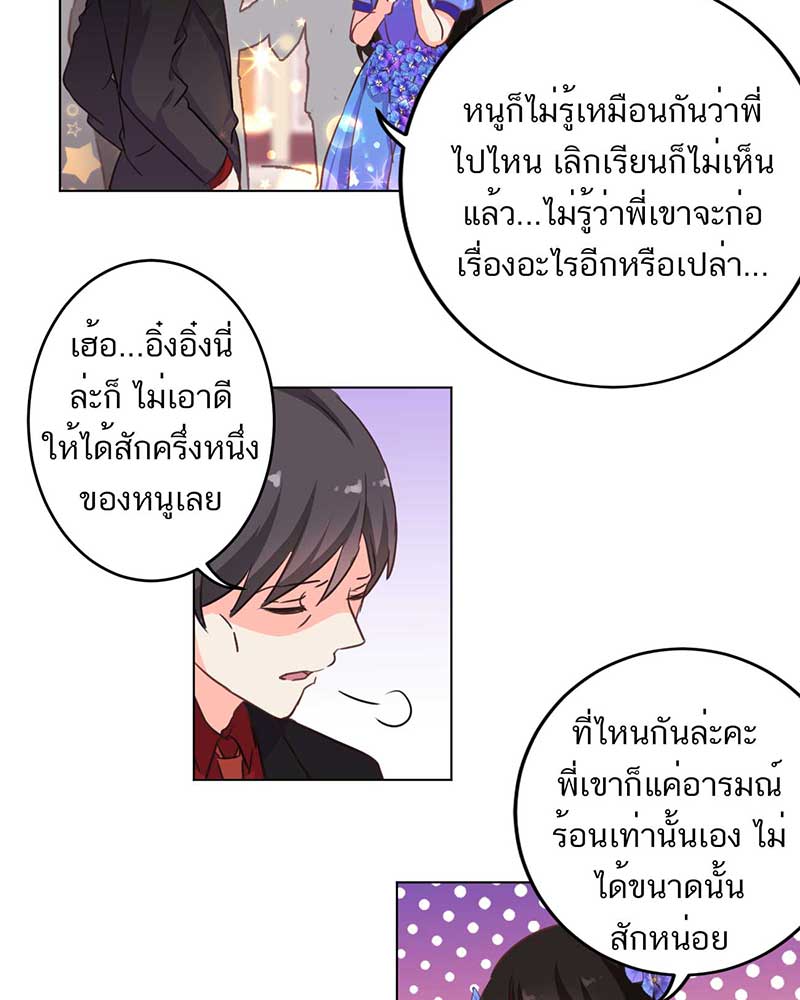 หนูก็ไม่รู้เหมือนกันว่าพี่
ไปไหน เลิกเรียนก็ไม่เห็น
แล้ว...ไม่รู้ว่าพี่เขาจะก่อ
เรื่องอะไรอีกหรือเปล่า...
เฮ้อ...อิ๋งอิ๋งนี่
ล่ะก็ ไม่เอาดี
ให้ได้สักครึ่งหนึ่ง
ของหนูเลย
ที่ไหนกันล่ะคะ
พี่เขาก็แค่อารมณ์
ร้อนเท่านั้นเอง ไม่
ได้ขนาดนั้น
สักหน่อย